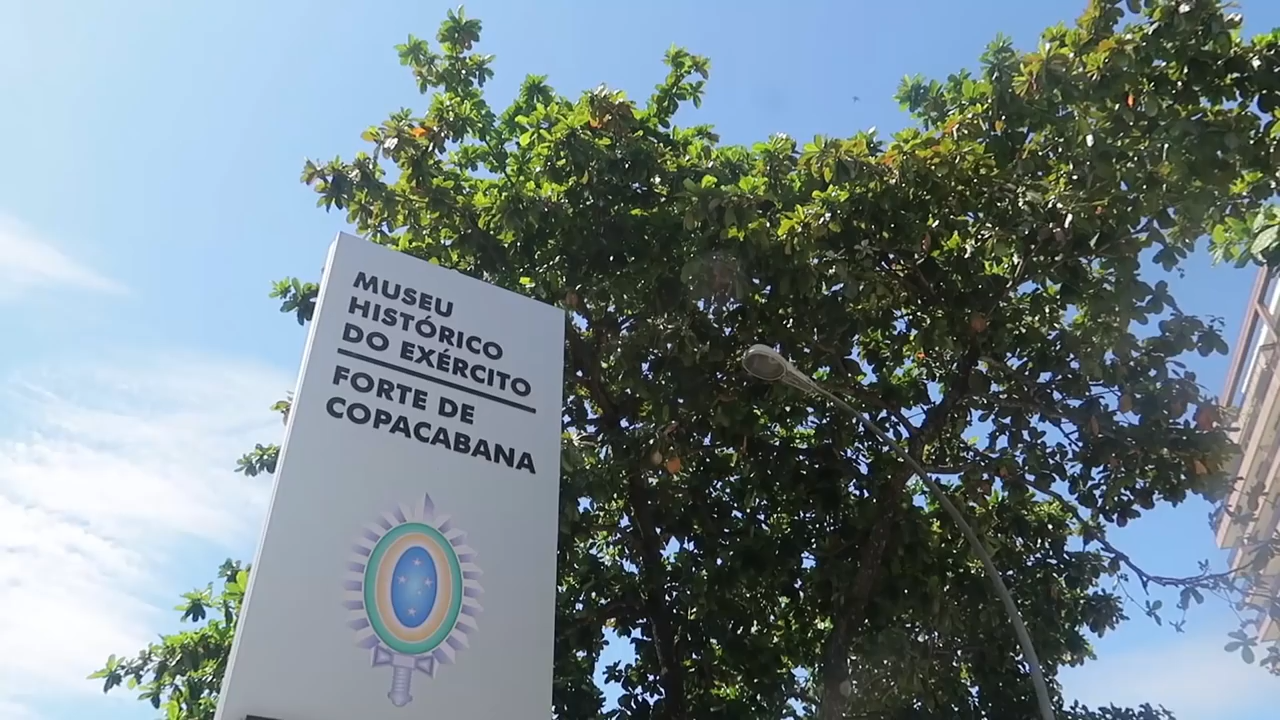 MUSEU
HISTÓRICO
DO EXÉRCITO
FORTE DE
COPACABANA